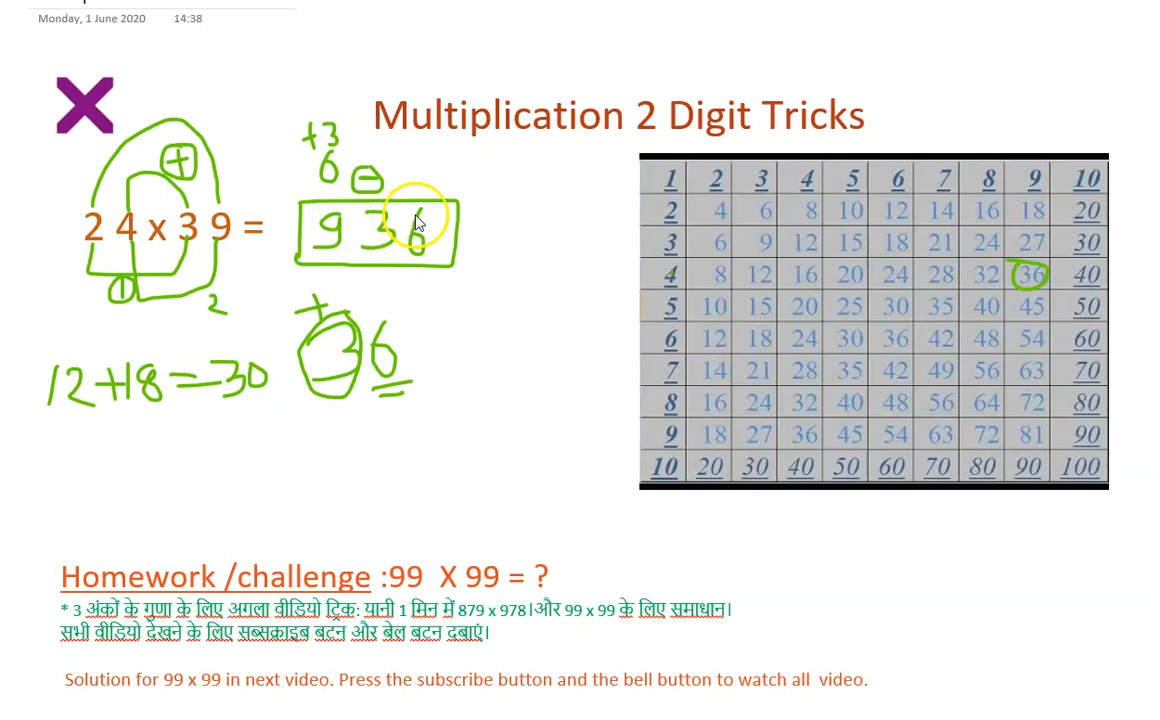 Monday, 1 June 2020 14:38
Multiplication 2 Digit Tricks
+3
6
+
24 x 39 =
936
2
+
36
12+18=30
1 2 3 4 5 6 7 8 9 10
2 4 6 8 10 12 14 16 18 20
3 6 9 12 15 18 21 24 27 30
4 8 12 16 20 24 28 32 36 40
5 10 15 20 25 30 35 40 45 50
6 12 18 24 30 36 42 48 54 60
7 14 21 28 35 42 49 56 63 70
8 16 24 32 40 48 56 64 72 80
9 18 27 36 45 54 63 72 81 90
10 20 30 40 50 60 70 80 90 100
Homework /challenge :99 X 99 = ?
* 3 अंकों के गुणा के लिए अगला वीडियो ट्रिक: यानी 1 मिन में 879 x 978।और 99 x 99 के लिए समाधान।
सभी वीडियो देखने के लिए सब्सक्राइब बटन और बेल बटन दबाएं।
Solution for 99 x 99 in next video. Press the subscribe button and the bell button to watch all video.